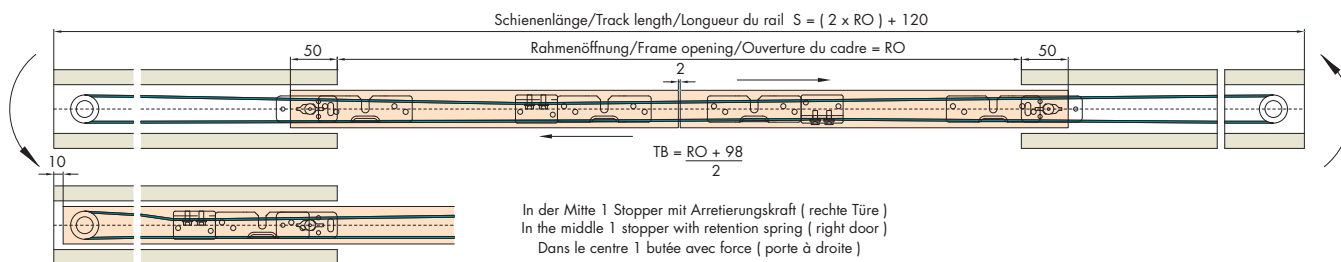 Schienenlänge/Track length/Longueur du rail S = ( 2 x RO ) + 120
50
Rahmenöffnung/Frame opening/Ouverture du cadre = RO
50
2
TB = RO + 98
2
10
In der Mitte 1 Stopper mit Arretierungskraft ( rechte Türe )
In the middle 1 stopper with retention spring ( right door )
Dans le centre 1 butée avec force ( porte à droite )